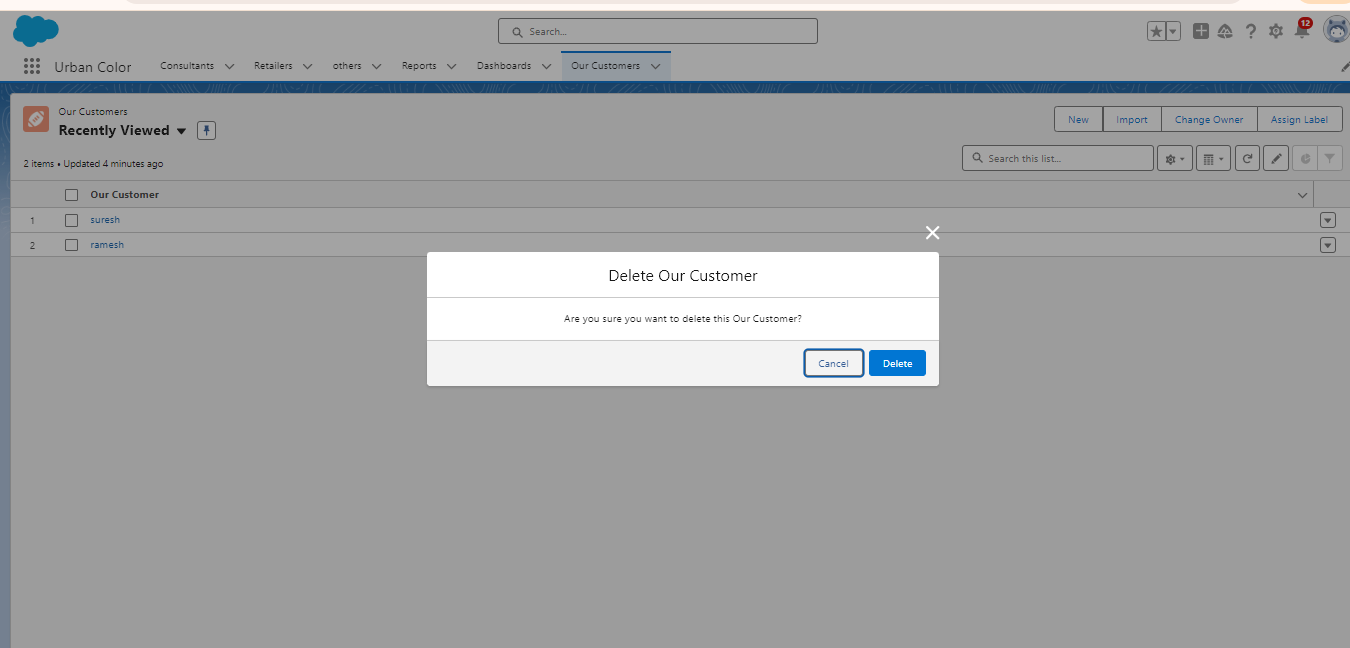 Search...
12
Urban Color Consultants Retailers others Reports Dashboards Our Customers
Our Customers
Recently Viewed
New Import Change Owner Assign Label
2 items • Updated 4 minutes ago
Search this list...
Our Customer
1 suresh
2 ramesh
Delete Our Customer
Are you sure you want to delete this Our Customer?
Cancel Delete